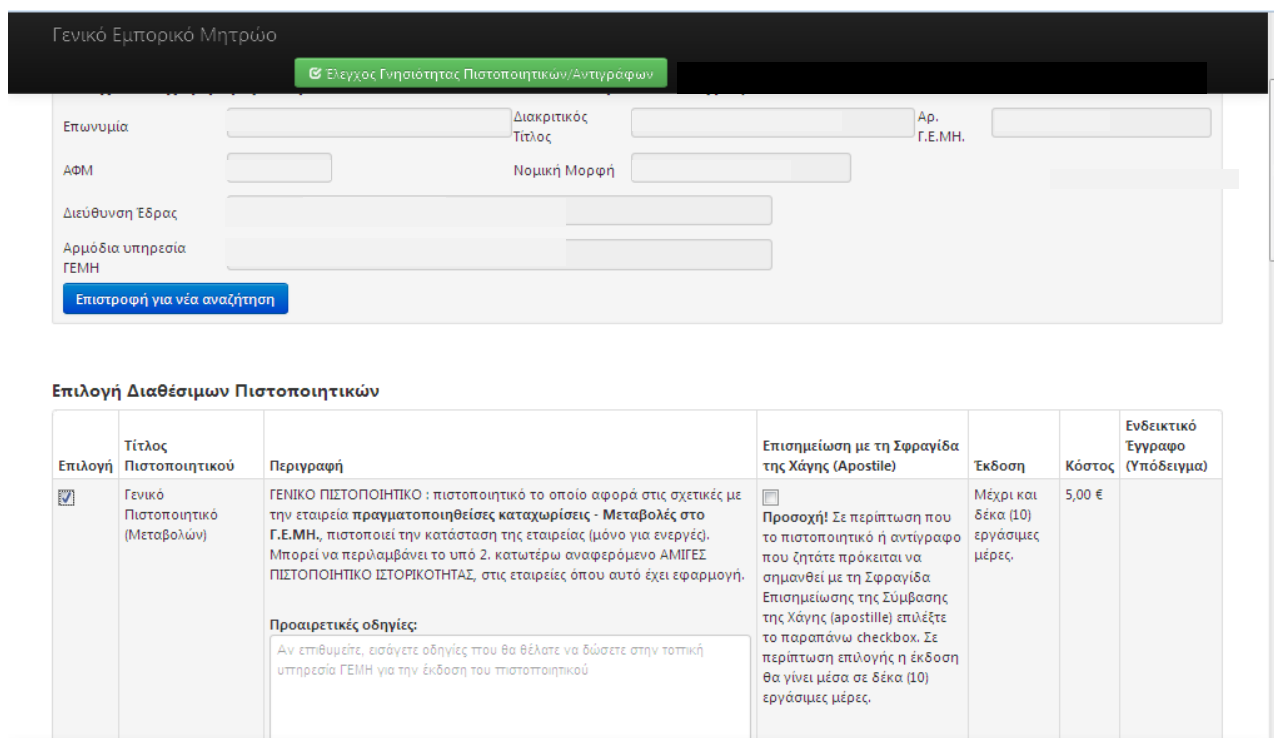 Γενικό Εμπορικό Μητρώο
Έλεγχος Γνησιότητας Πιστοποιητικών/Αντιγράφων
Επωνυμία
Διακριτικός
Τίτλος
Αρ.
Γ.Ε.ΜΗ.
ΑΦΜ
Νομική Μορφή
Διεύθυνση Έδρας
Αρμόδια υπηρεσία
ΓΕΜΗ
Επιστροφή για νέα αναζήτηση
Επιλογή Διαθέσιμων Πιστοποιητικών
Επιλογή
Τίτλος
Πιστοποιητικού
Περιγραφή
Επισημείωση με τη Σφραγίδα
της Χάγης (Apostile)
Έκδοση
Κόστος
Ενδεικτικό
Έγγραφο
(Υπόδειγμα)
Γενικό
Πιστοποιητικό
(Μεταβολών)
ΓΕΝΙΚΟ ΠΙΣΤΟΠΟΙΗΤΙΚΟ : πιστοποιητικό το οποίο αφορά στις σχετικές με
την εταιρεία πραγματοποιηθείσες καταχωρίσεις - Μεταβολές στο
Γ.Ε.ΜΗ., πιστοποιεί την κατάσταση της εταιρείας (μόνο για ενεργές).
Μπορεί να περιλαμβάνει το υπό 2. κατωτέρω αναφερόμενο ΑΜΙΓΕΣ
ΠΙΣΤΟΠΟΙΗΤΙΚΟ ΙΣΤΟΡΙΚΟΤΗΤΑΣ, στις εταιρείες όπου αυτό έχει εφαρμογή.
Προαιρετικές οδηγίες:
Αν επιθυμείτε, εισάγετε οδηγίες που θα θέλατε να δώσετε στην τοπική
υπηρεσία ΓΕΜΗ για την έκδοση του πιστοποιητικού
Προσοχή! Σε περίπτωση που
το πιστοποιητικό ή αντίγραφο
που ζητάτε πρόκειται να
σημανθεί με τη Σφραγίδα
Επισημείωσης της Σύμβασης
της Χάγης (apostille) επιλέξτε
το παραπάνω checkbox. Σε
περίπτωση επιλογής η έκδοση
θα γίνει μέσα σε δέκα (10)
εργάσιμες μέρες.
Μέχρι και
δέκα (10)
εργάσιμες
μέρες.
5,00 €